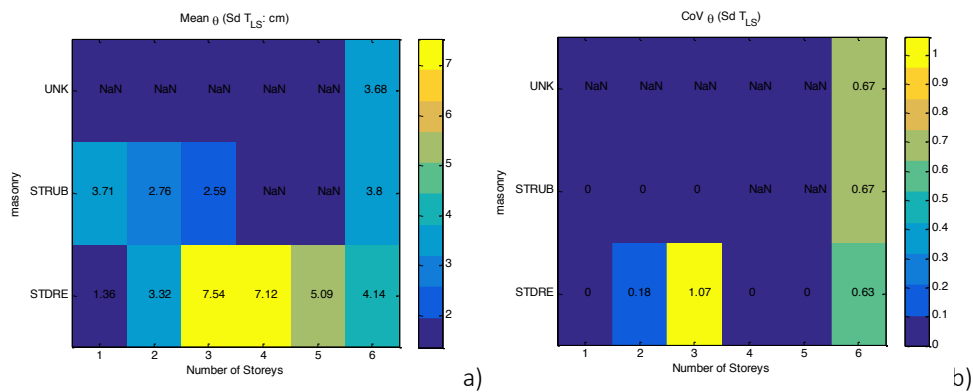 Mean θ (Sd T_LS: cm)
masonry
UNK NaN NaN NaN NaN NaN 3.68
STRUB 3.71 2.76 2.59 NaN NaN 3.8
STDRE 1.36 3.32 7.54 7.12 5.09 4.14
1 2 3 4 5 6
Number of Storeys
7
6
5
4
3
2
a)
CoV θ (Sd T_LS)
masonry
UNK NaN NaN NaN NaN NaN 0.67
STRUB 0 0 0 NaN NaN 0.67
STDRE 0 0.18 1.07 0 0 0.63
1 2 3 4 5 6
Number of Storeys
1
0.9
0.8
0.7
0.6
0.5
0.4
0.3
0.2
0.1
0
b)